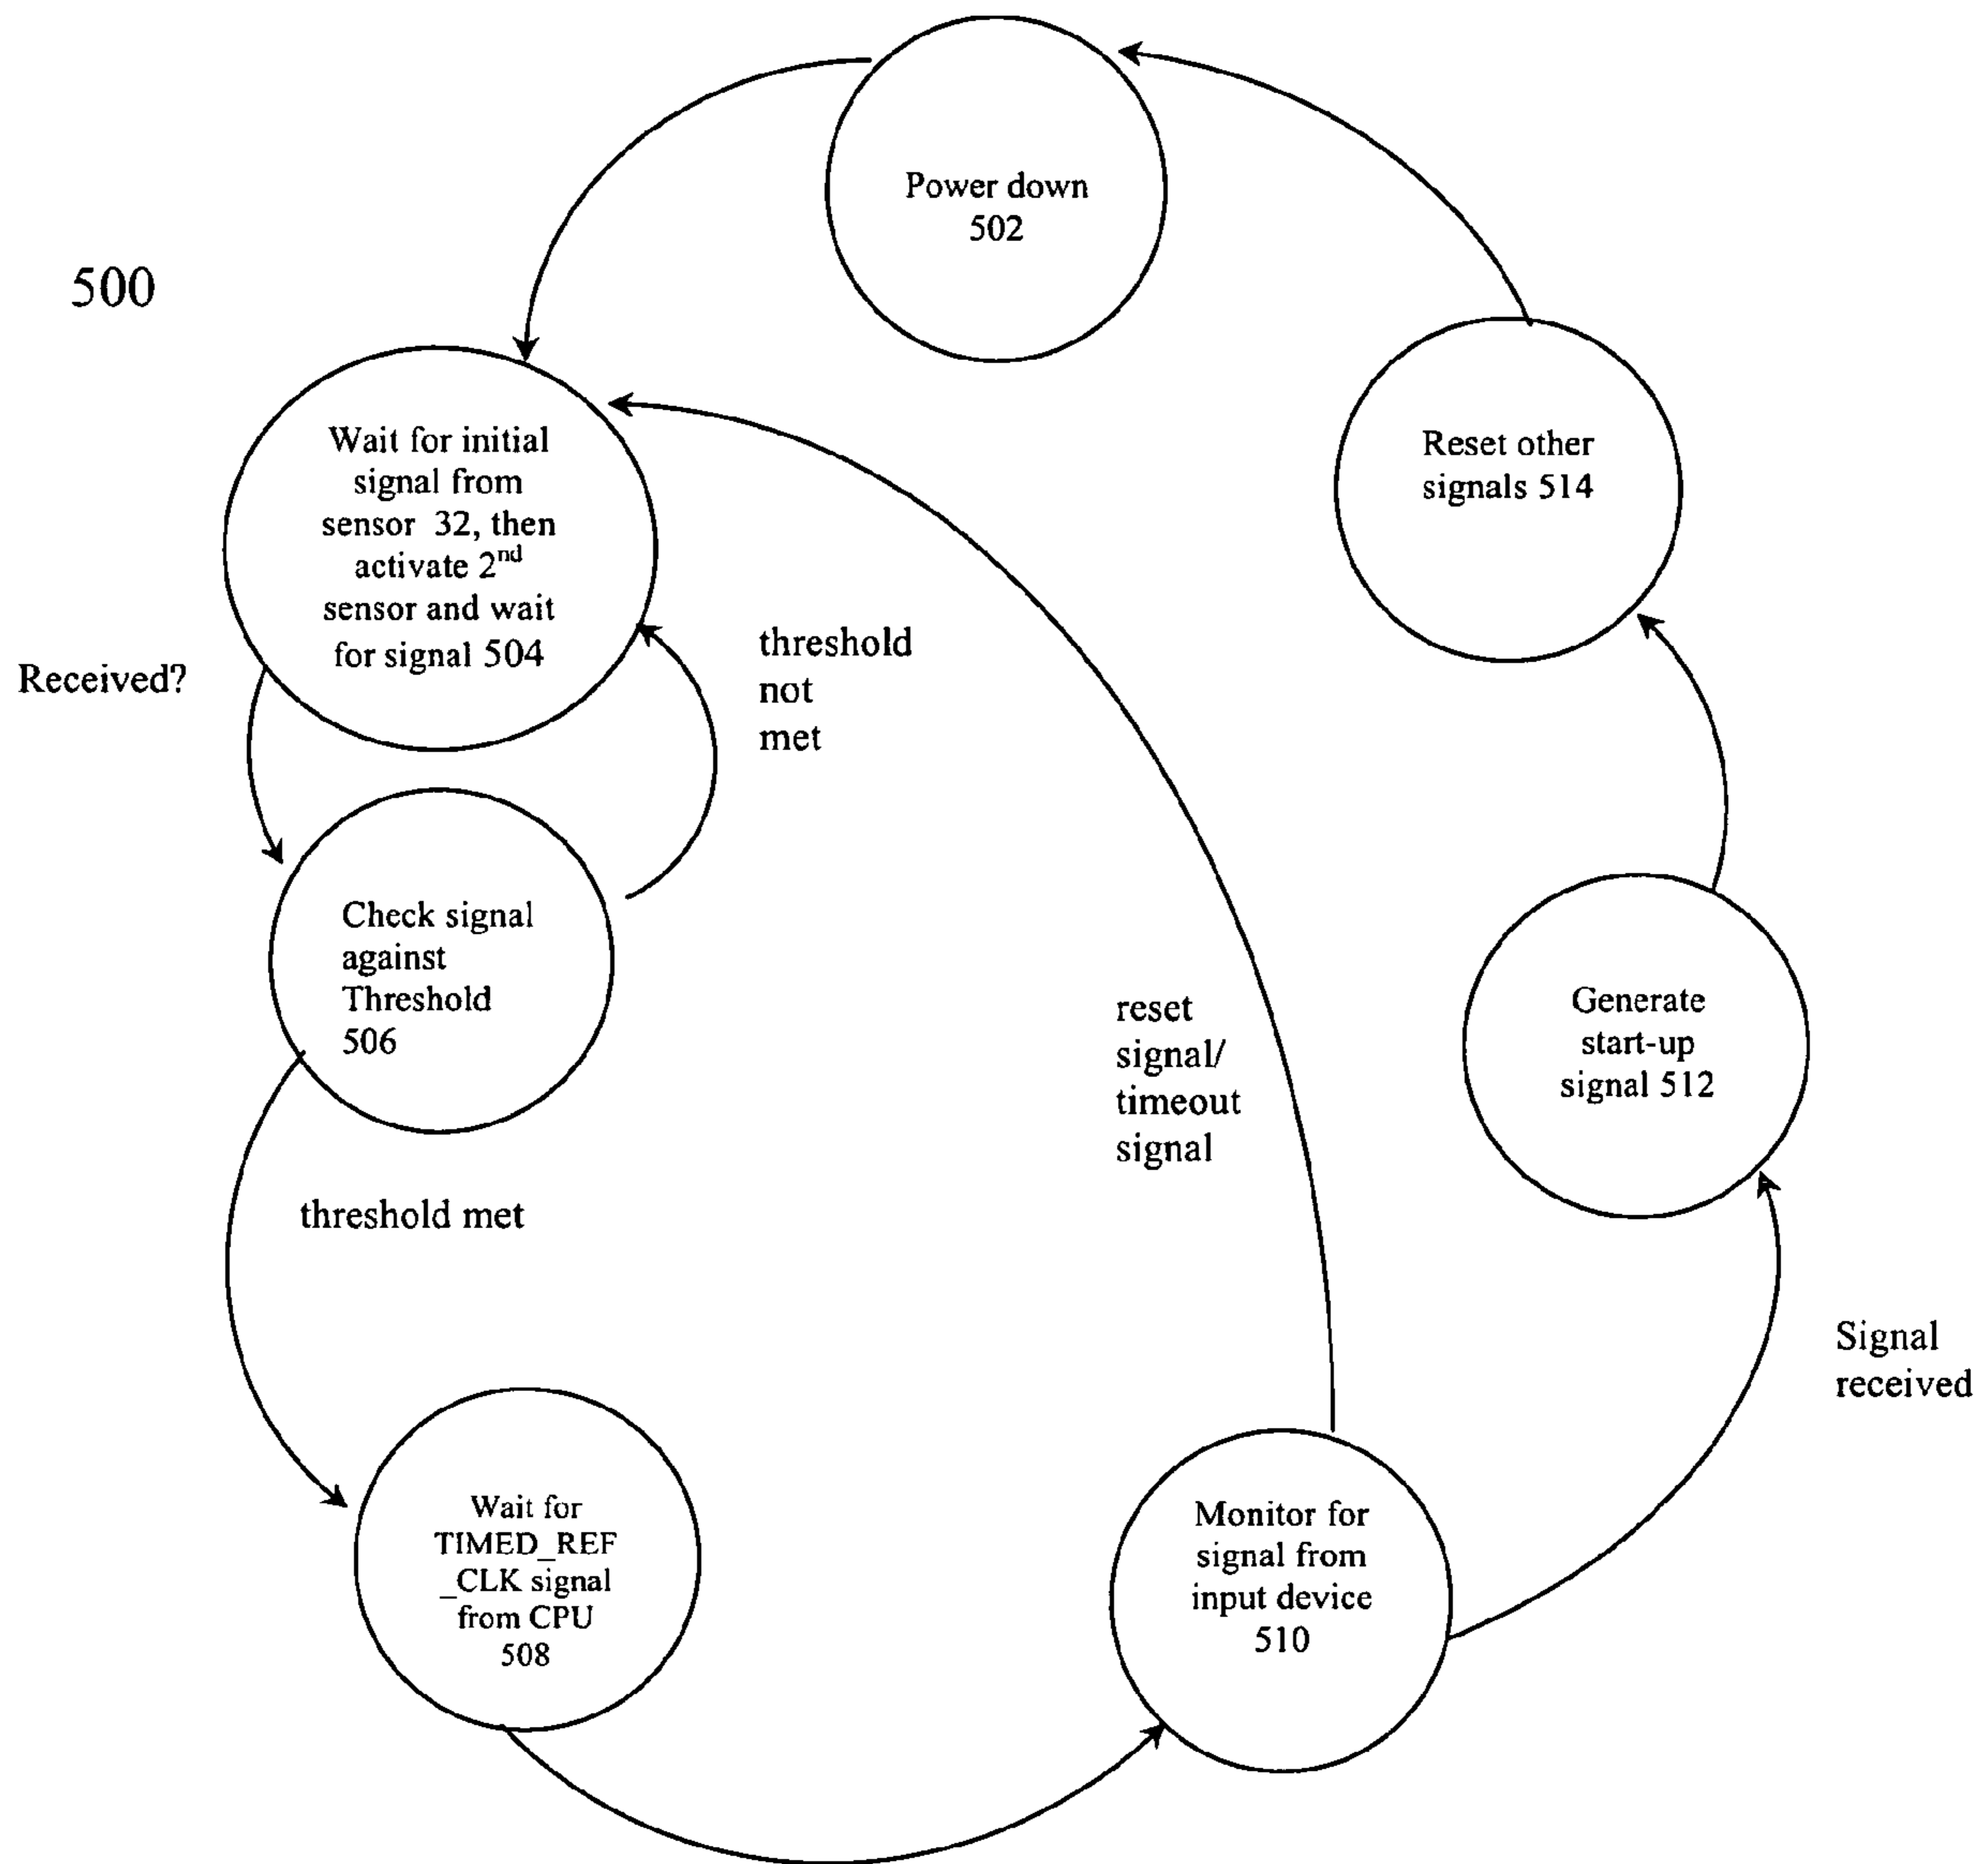 Power down
502
500
Wait for initial
signal from
sensor 32, then
activate 2nd
sensor and wait
for signal 504
Received?
threshold
not
met
Reset other
signals 514
Check signal
against
Threshold
506
threshold met
reset
signal/
timeout
signal
Generate
start-up
signal 512
Signal
received
Wait for
TIMED_REF
_CLK signal
from CPU
508
Monitor for
signal from
input device
510